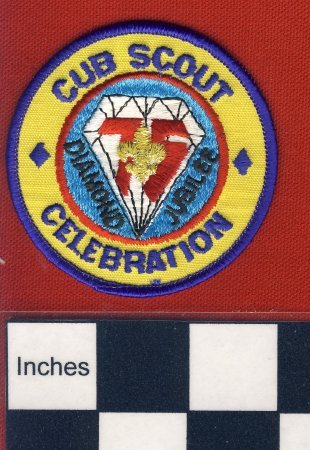 CUB SCOUT
75
DIAMOND JUBILEE
CELEBRATION
Inches